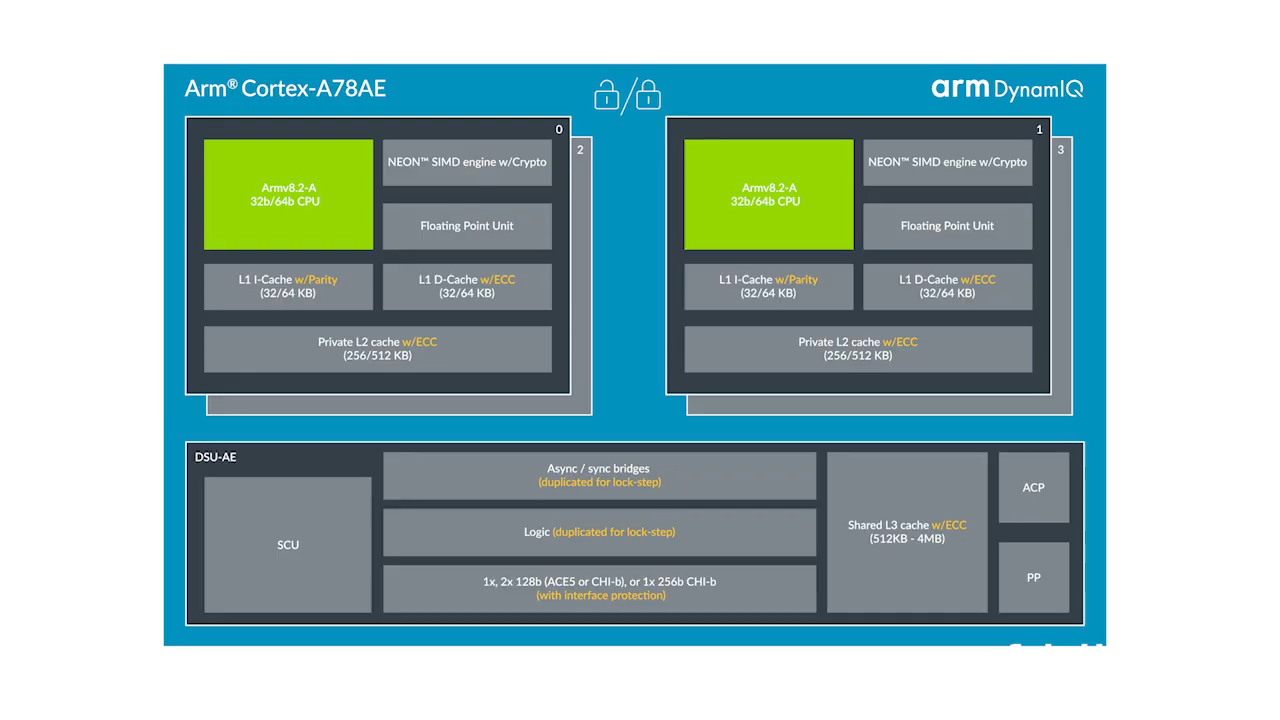 Arm® Cortex-A78AE
arm DynamIQ
0
2
Armv8.2-A
32b/64b CPU
NEON™ SIMD engine w/Crypto
Floating Point Unit
L1 I-Cache w/Parity
(32/64 KB)
L1 D-Cache w/ECC
(32/64 KB)
Private L2 cache w/ECC
(256/512 KB)
1
3
Armv8.2-A
32b/64b CPU
NEON™ SIMD engine w/Crypto
Floating Point Unit
L1 I-Cache w/Parity
(32/64 KB)
L1 D-Cache w/ECC
(32/64 KB)
Private L2 cache w/ECC
(256/512 KB)
DSU-AE
SCU
Async / sync bridges
(duplicated for lock-step)
Logic (duplicated for lock-step)
1x, 2x 128b (ACE5 or CHI-b), or 1x 256b CHI-b
(with interface protection)
Shared L3 cache w/ECC
(512KB - 4MB)
ACP
PP